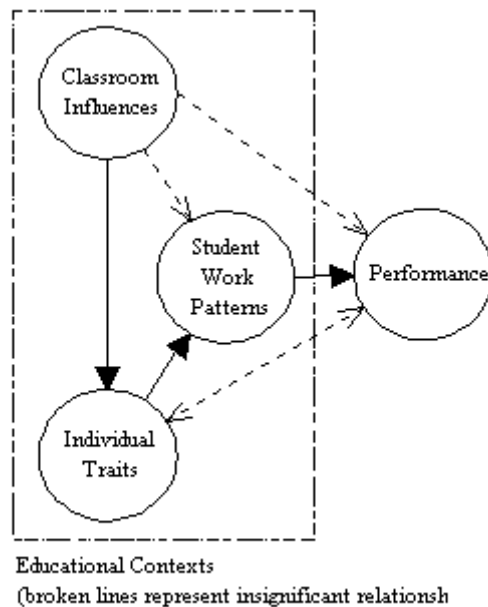 Classroom
Influences
Student
Work
Patterns
Performance
Individual
Traits
Educational Contexts
(broken lines represent insignificant relationsh